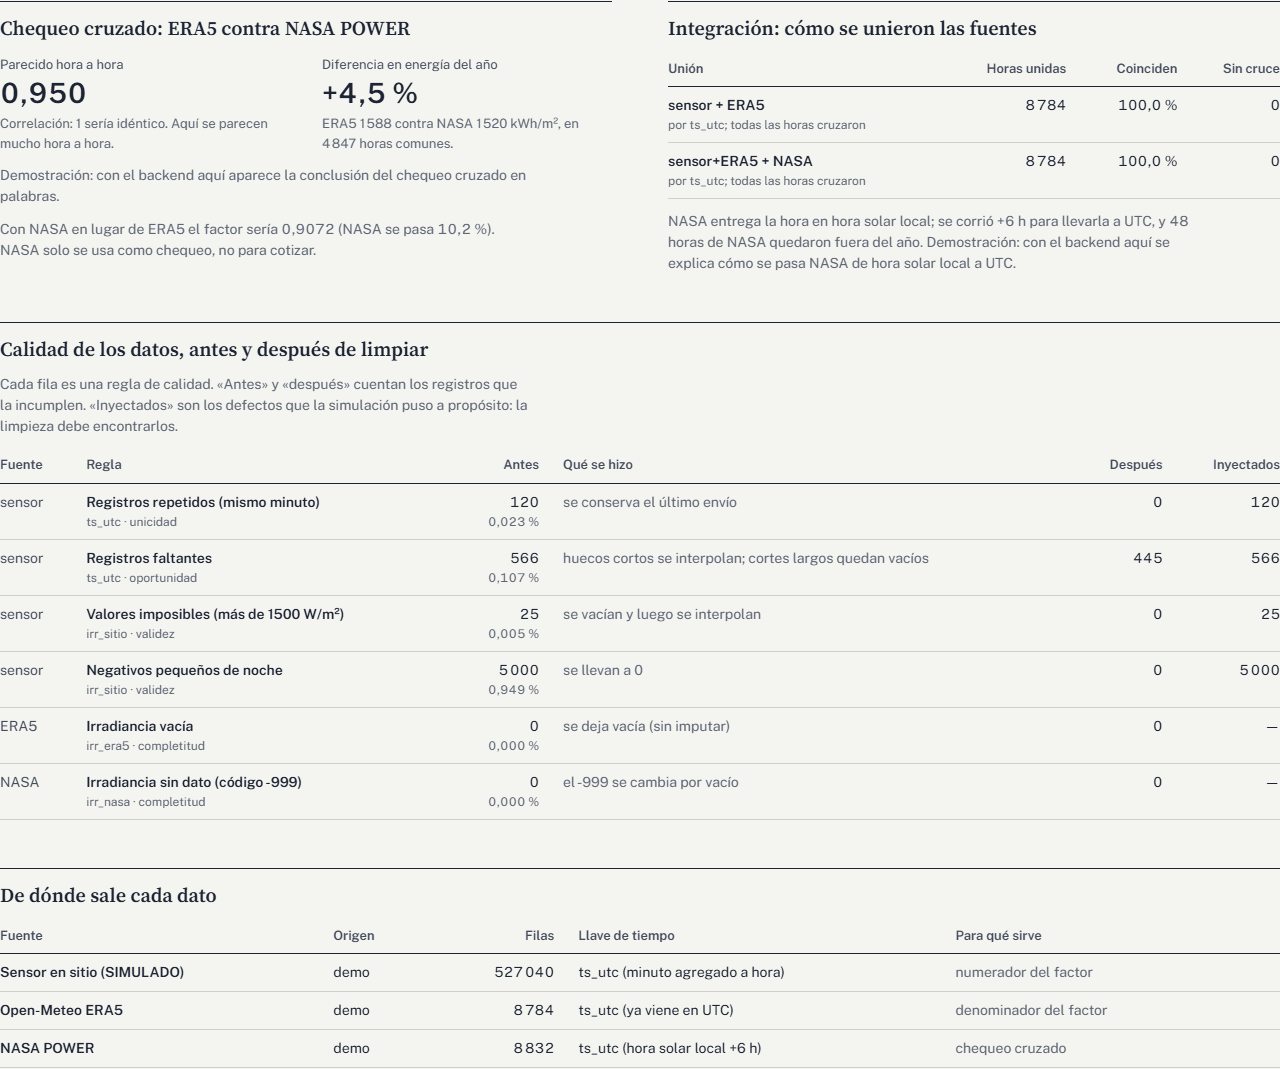 Chequeo cruzado: ERA5 contra NASA POWER
Parecido hora a hora
0,950
Correlación: 1 sería idéntico. Aquí se parecen
mucho hora a hora.
Diferencia en energía del año
+4,5 %
ERA5 1588 contra NASA 1520 kWh/m², en
4847 horas comunes.
Demostración: con el backend aquí aparece la conclusión del chequeo cruzado en
palabras.
Con NASA en lugar de ERA5 el factor sería 0,9072 (NASA se pasa 10,2 %).
NASA solo se usa como chequeo, no para cotizar.
Integración: cómo se unieron las fuentes
Unión Horas unidas Coinciden Sin cruce
sensor + ERA5 8784 100,0 % 0
por ts_utc; todas las horas cruzaron
sensor+ERA5 + NASA 8784 100,0 % 0
por ts_utc; todas las horas cruzaron
NASA entrega la hora en hora solar local; se corrió +6 h para llevarla a UTC, y 48
horas de NASA quedaron fuera del año. Demostración: con el backend aquí se
explica cómo se pasa NASA de hora solar local a UTC.
Calidad de los datos, antes y después de limpiar
Cada fila es una regla de calidad. «Antes» y «después» cuentan los registros que
la incumplen. «Inyectados» son los defectos que la simulación puso a propósito: la
limpieza debe encontrarlos.
Fuente Regla Antes Qué se hizo Después Inyectados
sensor Registros repetidos (mismo minuto) 120 se conserva el último envío 0 120
ts_utc · unicidad 0,023 %
sensor Registros faltantes 566 huecos cortos se interpolan; cortes largos quedan vacíos 445 566
ts_utc · oportunidad 0,107 %
sensor Valores imposibles (más de 1500 W/m²) 25 se vacían y luego se interpolan 0 25
irr_sitio · validez 0,005 %
sensor Negativos pequeños de noche 5000 se llevan a 0 0 5000
irr_sitio · validez 0,949 %
ERA5 Irradiancia vacía 0 se deja vacía (sin imputar) 0 —
irr_era5 · completitud 0,000 %
NASA Irradiancia sin dato (código -999) 0 el -999 se cambia por vacío 0 —
irr_nasa · completitud 0,000 %
De dónde sale cada dato
Fuente Origen Filas Llave de tiempo Para qué sirve
Sensor en sitio (SIMULADO) demo 527040 ts_utc (minuto agregado a hora) numerador del factor
Open-Meteo ERA5 demo 8784 ts_utc (ya viene en UTC) denominador del factor
NASA POWER demo 8832 ts_utc (hora solar local +6 h) chequeo cruzado